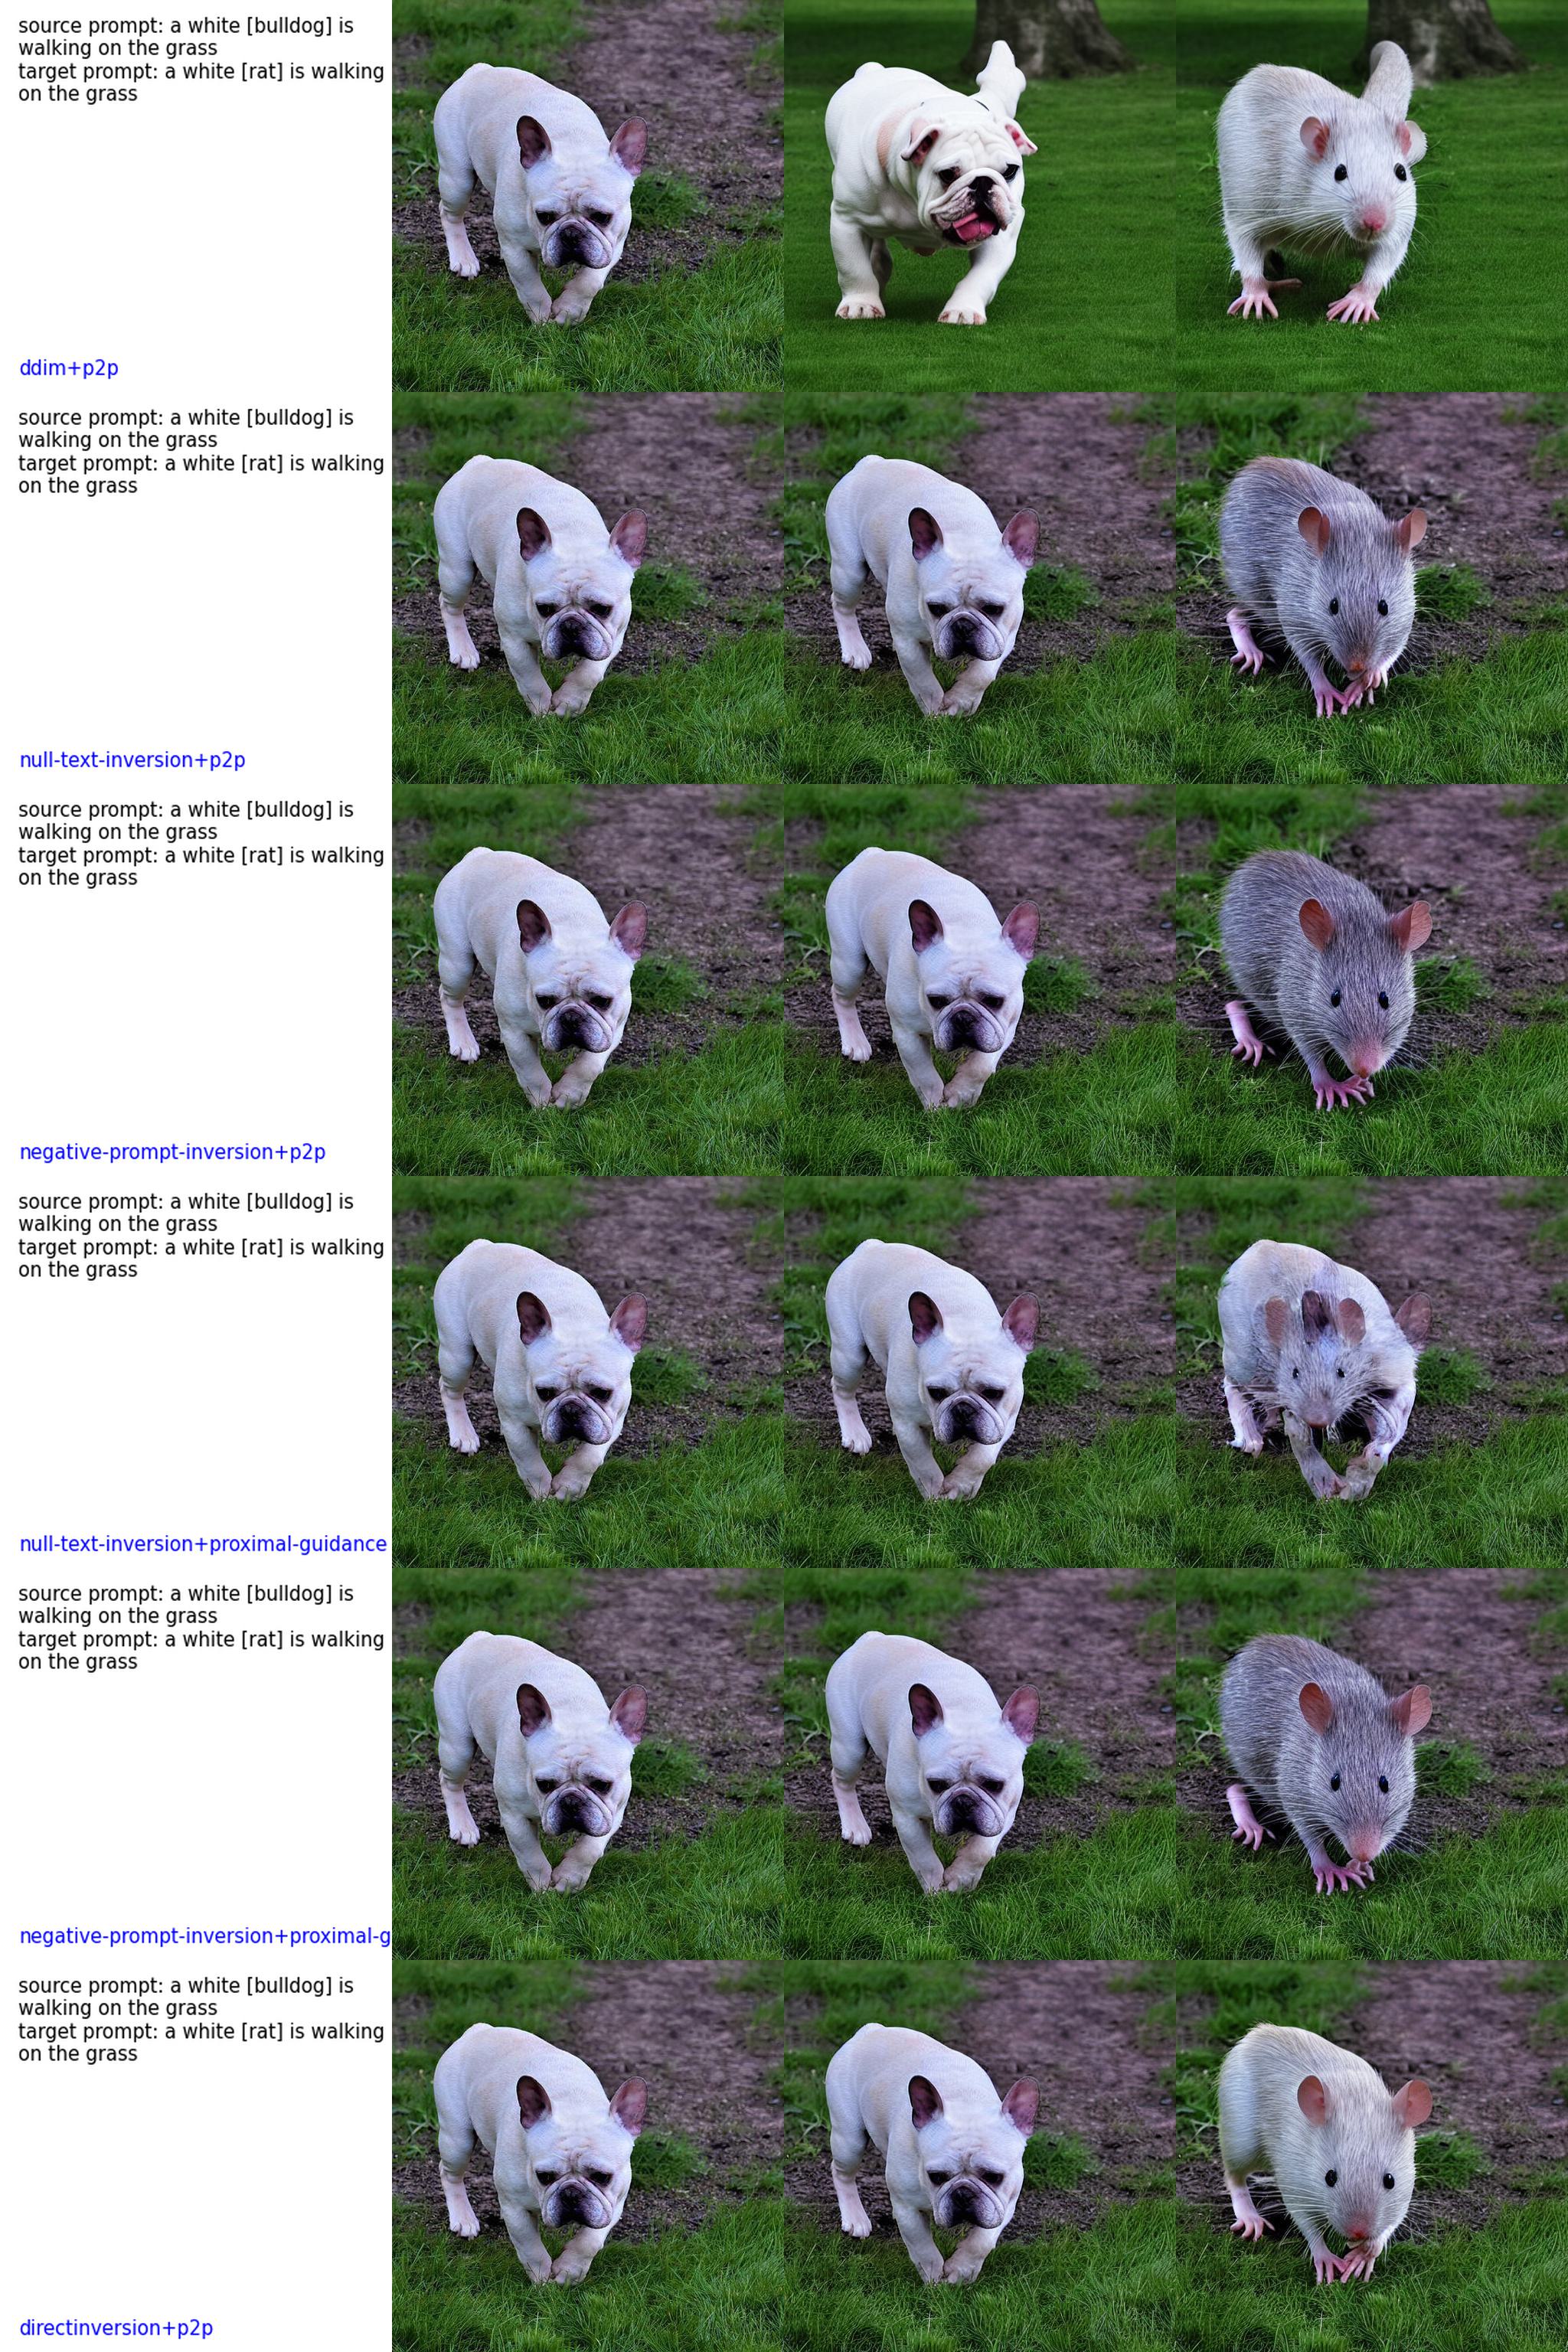 source prompt: a white [bulldog] is
walking on the grass
target prompt: a white [rat] is walking
on the grass
ddim+p2p
source prompt: a white [bulldog] is
walking on the grass
target prompt: a white [rat] is walking
on the grass
null-text-inversion+p2p
source prompt: a white [bulldog] is
walking on the grass
target prompt: a white [rat] is walking
on the grass
negative-prompt-inversion+p2p
source prompt: a white [bulldog] is
walking on the grass
target prompt: a white [rat] is walking
on the grass
null-text-inversion+proximal-guidance
source prompt: a white [bulldog] is
walking on the grass
target prompt: a white [rat] is walking
on the grass
negative-prompt-inversion+proximal-g
source prompt: a white [bulldog] is
walking on the grass
target prompt: a white [rat] is walking
on the grass
directinversion+p2p